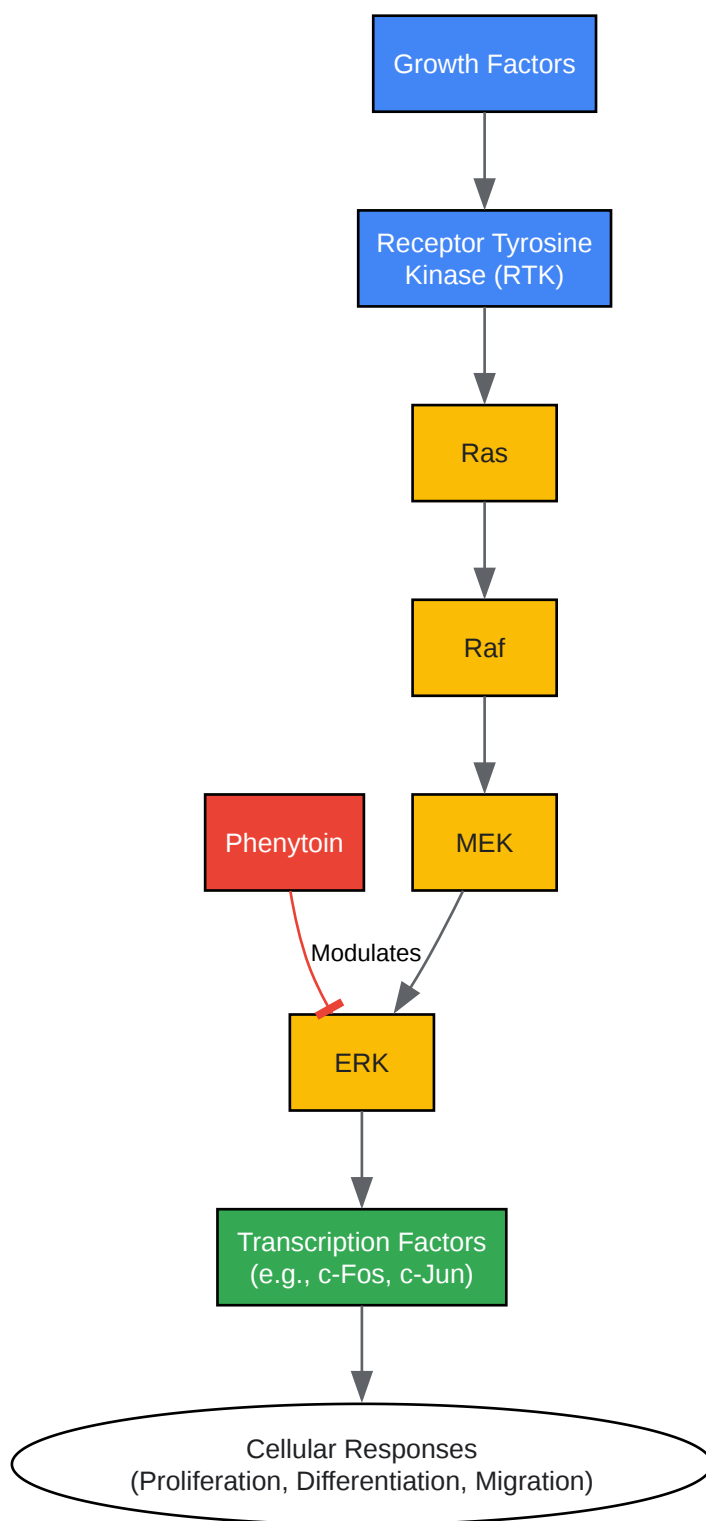 Growth Factors
Receptor Tyrosine
Kinase (RTK)
Ras
Raf
Phenytoin
MEK
Modulates
ERK
Transcription Factors
(e.g., c-Fos, c-Jun)
Cellular Responses
(Proliferation, Differentiation, Migration)